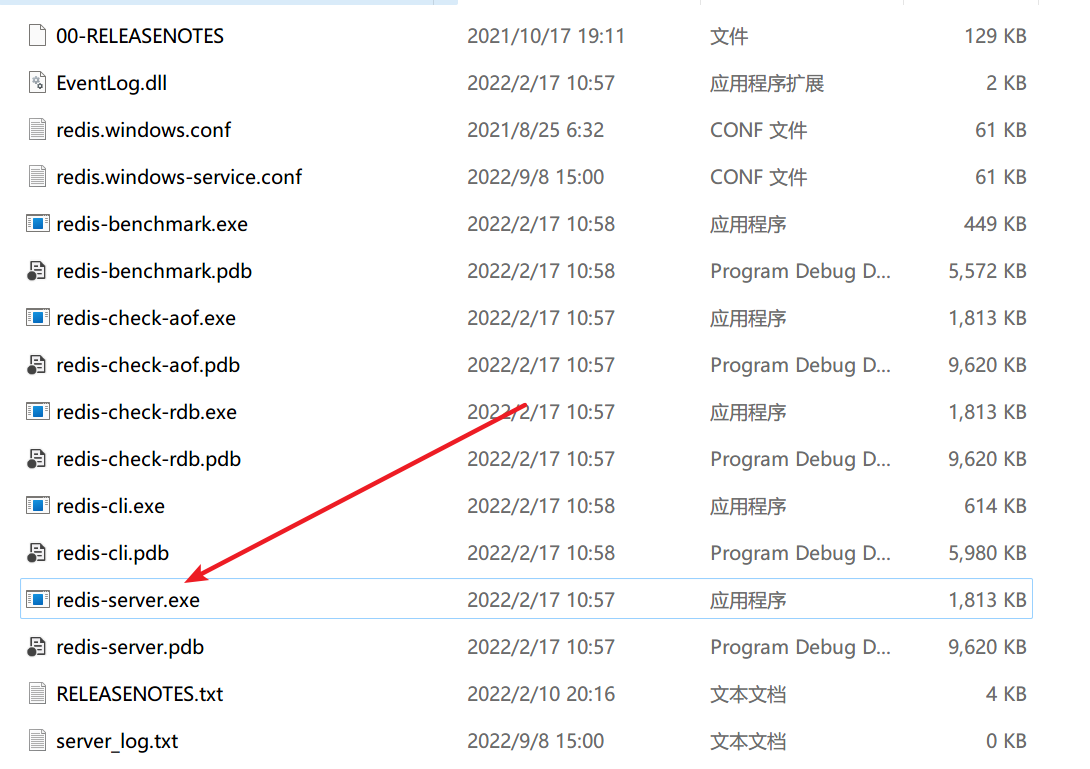 00-RELEASENOTES 2021/10/17 19:11 文件 129 KB
EventLog.dll 2022/2/17 10:57 应用程序扩展 2 KB
redis.windows.conf 2021/8/25 6:32 CONF 文件 61 KB
redis.windows-service.conf 2022/9/8 15:00 CONF 文件 61 KB
redis-benchmark.exe 2022/2/17 10:58 应用程序 449 KB
redis-benchmark.pdb 2022/2/17 10:58 Program Debug D... 5,572 KB
redis-check-aof.exe 2022/2/17 10:57 应用程序 1,813 KB
redis-check-aof.pdb 2022/2/17 10:57 Program Debug D... 9,620 KB
redis-check-rdb.exe 2022/2/17 10:57 应用程序 1,813 KB
redis-check-rdb.pdb 2022/2/17 10:57 Program Debug D... 9,620 KB
redis-cli.exe 2022/2/17 10:58 应用程序 614 KB
redis-cli.pdb 2022/2/17 10:58 Program Debug D... 5,980 KB
redis-server.exe 2022/2/17 10:57 应用程序 1,813 KB
redis-server.pdb 2022/2/17 10:57 Program Debug D... 9,620 KB
RELEASENOTES.txt 2022/2/10 20:16 文本文档 4 KB
server_log.txt 2022/9/8 15:00 文本文档 0 KB